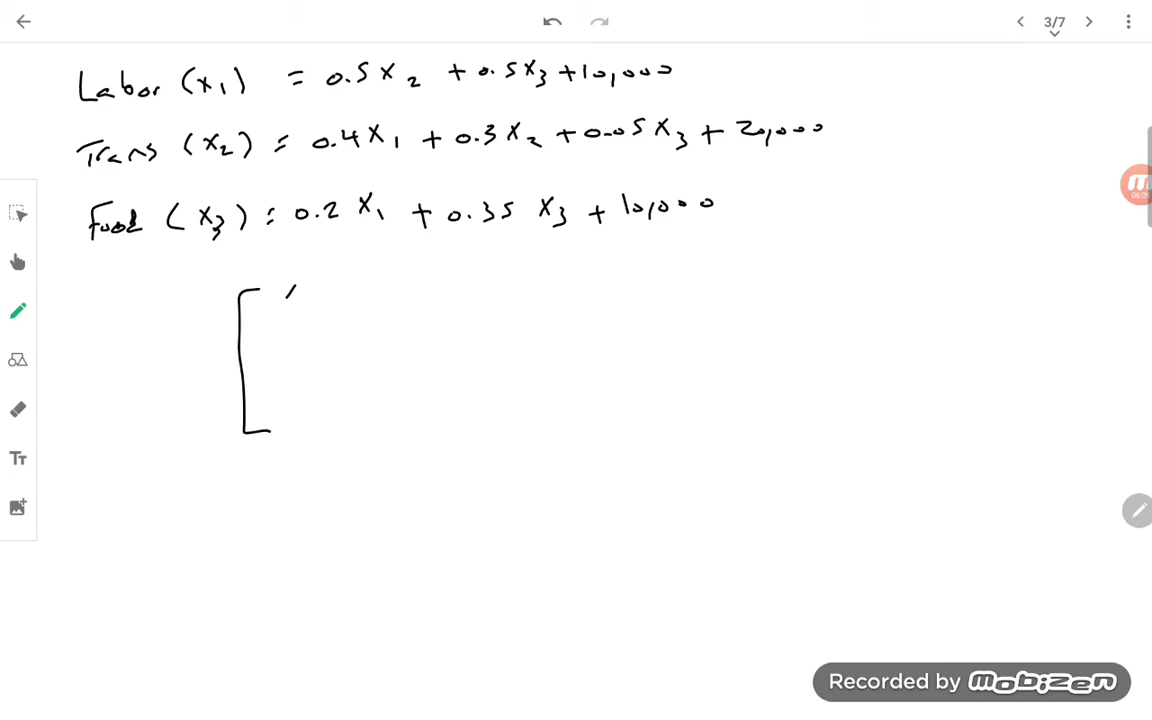 3/7
Labor (x1) = 0.5x2 + 0.5x3 + 10,000
Trans (x2) = 0.4x1 + 0.3x2 + 0.05x3 + 20,000
Food (x3) = 0.2x1 + 0.35x3 + 10,000
Tт
Recorded by mobizen